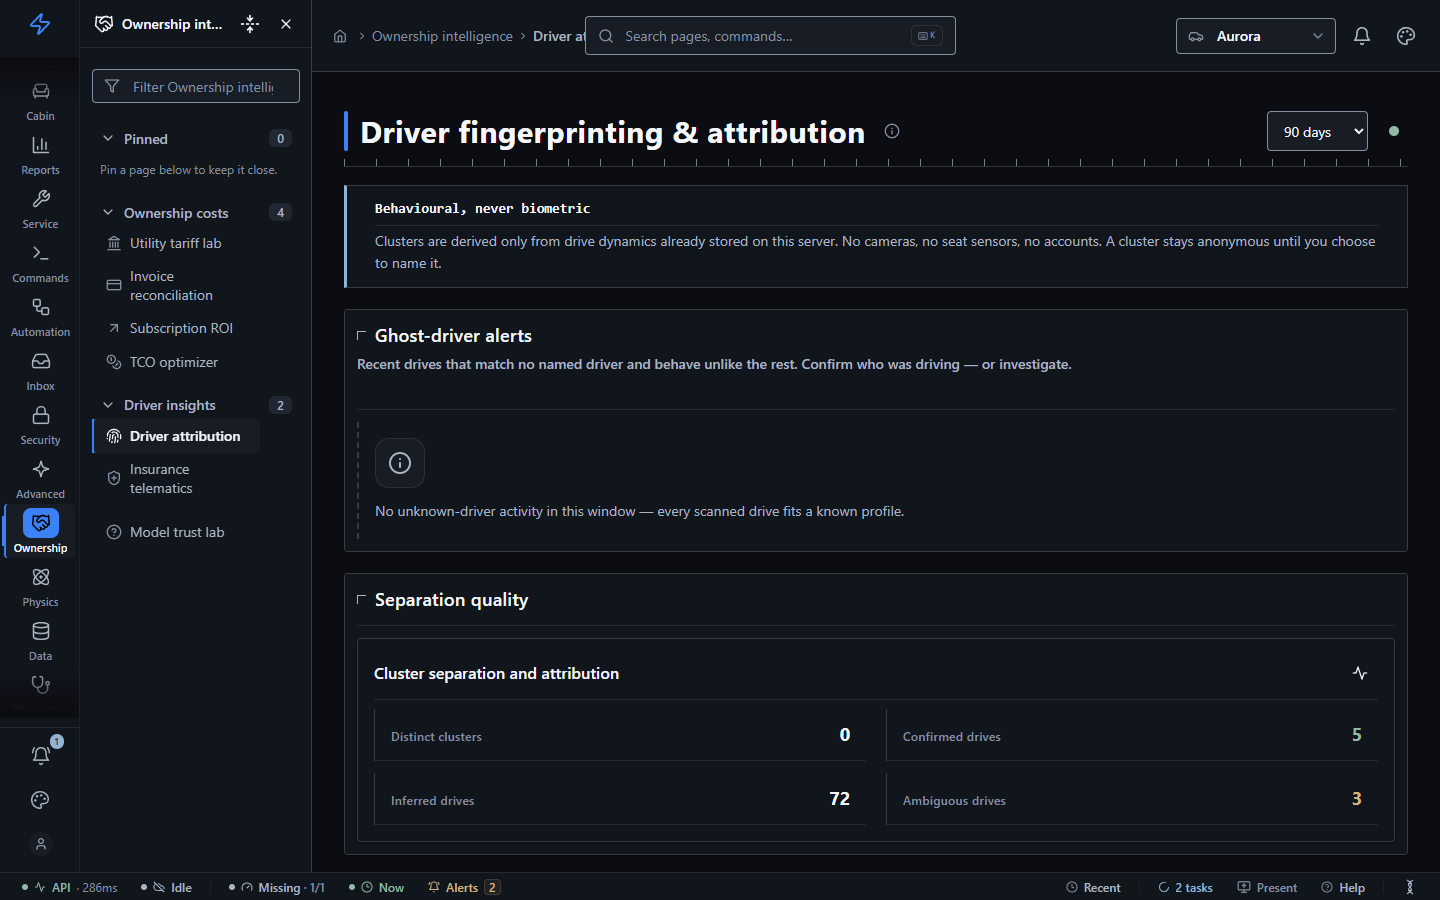 Ownership int...
Ownership intelligence
Driver at
Search pages, commands...
K
Aurora
Filter Ownership intelli
Cabin
Reports
Service
Commands
Automation
Inbox
Security
Advanced
Ownership
Physics
Data
1
Pinned
0
Pin a page below to keep it close.
Ownership costs
4
Utility tariff lab
Invoice
reconciliation
Subscription ROI
TCO optimizer
Driver insights
2
Driver attribution
Insurance
telematics
Model trust lab
Driver fingerprinting & attribution
90 days
Behavioural, never biometric
Clusters are derived only from drive dynamics already stored on this server. No cameras, no seat sensors, no accounts. A cluster stays anonymous until you choose
to name it.
Ghost-driver alerts
Recent drives that match no named driver and behave unlike the rest. Confirm who was driving — or investigate.
No unknown-driver activity in this window — every scanned drive fits a known profile.
Separation quality
Cluster separation and attribution
Distinct clusters
0
Confirmed drives
5
Inferred drives
72
Ambiguous drives
3
API · 286ms
Idle
Missing · 1/1
Now
Alerts 2
Recent
2 tasks
Present
Help